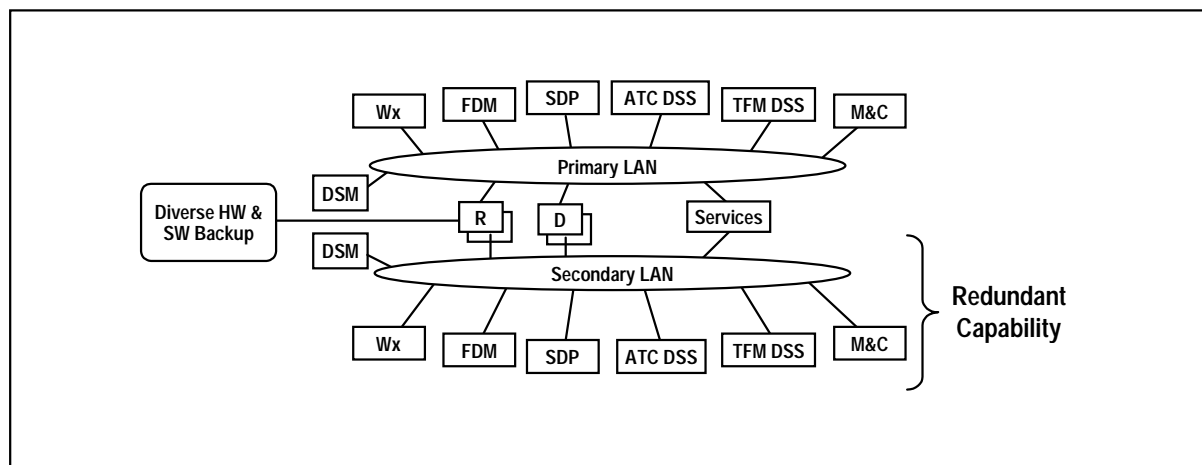 Wx
FDM
SDP
ATC DSS
TFM DSS
M&C
Primary LAN
DSM
Diverse HW &
SW Backup
R
D
Services
DSM
Secondary LAN
Redundant
Capability
Wx
FDM
SDP
ATC DSS
TFM DSS
M&C